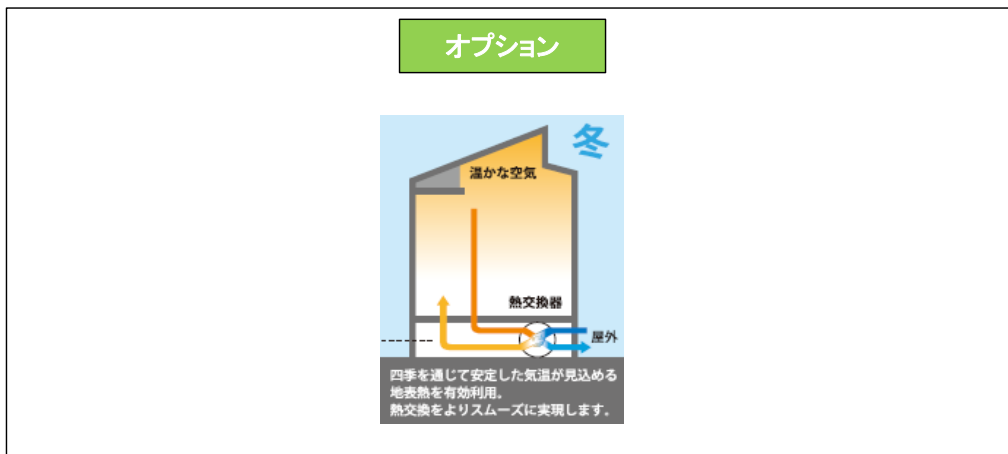 オプション
冬
温かな空気
熱交換器
屋外
四季を通じて安定した気温が見込める
地表熱を有効利用。
熱交換をよりスムーズに実現します。